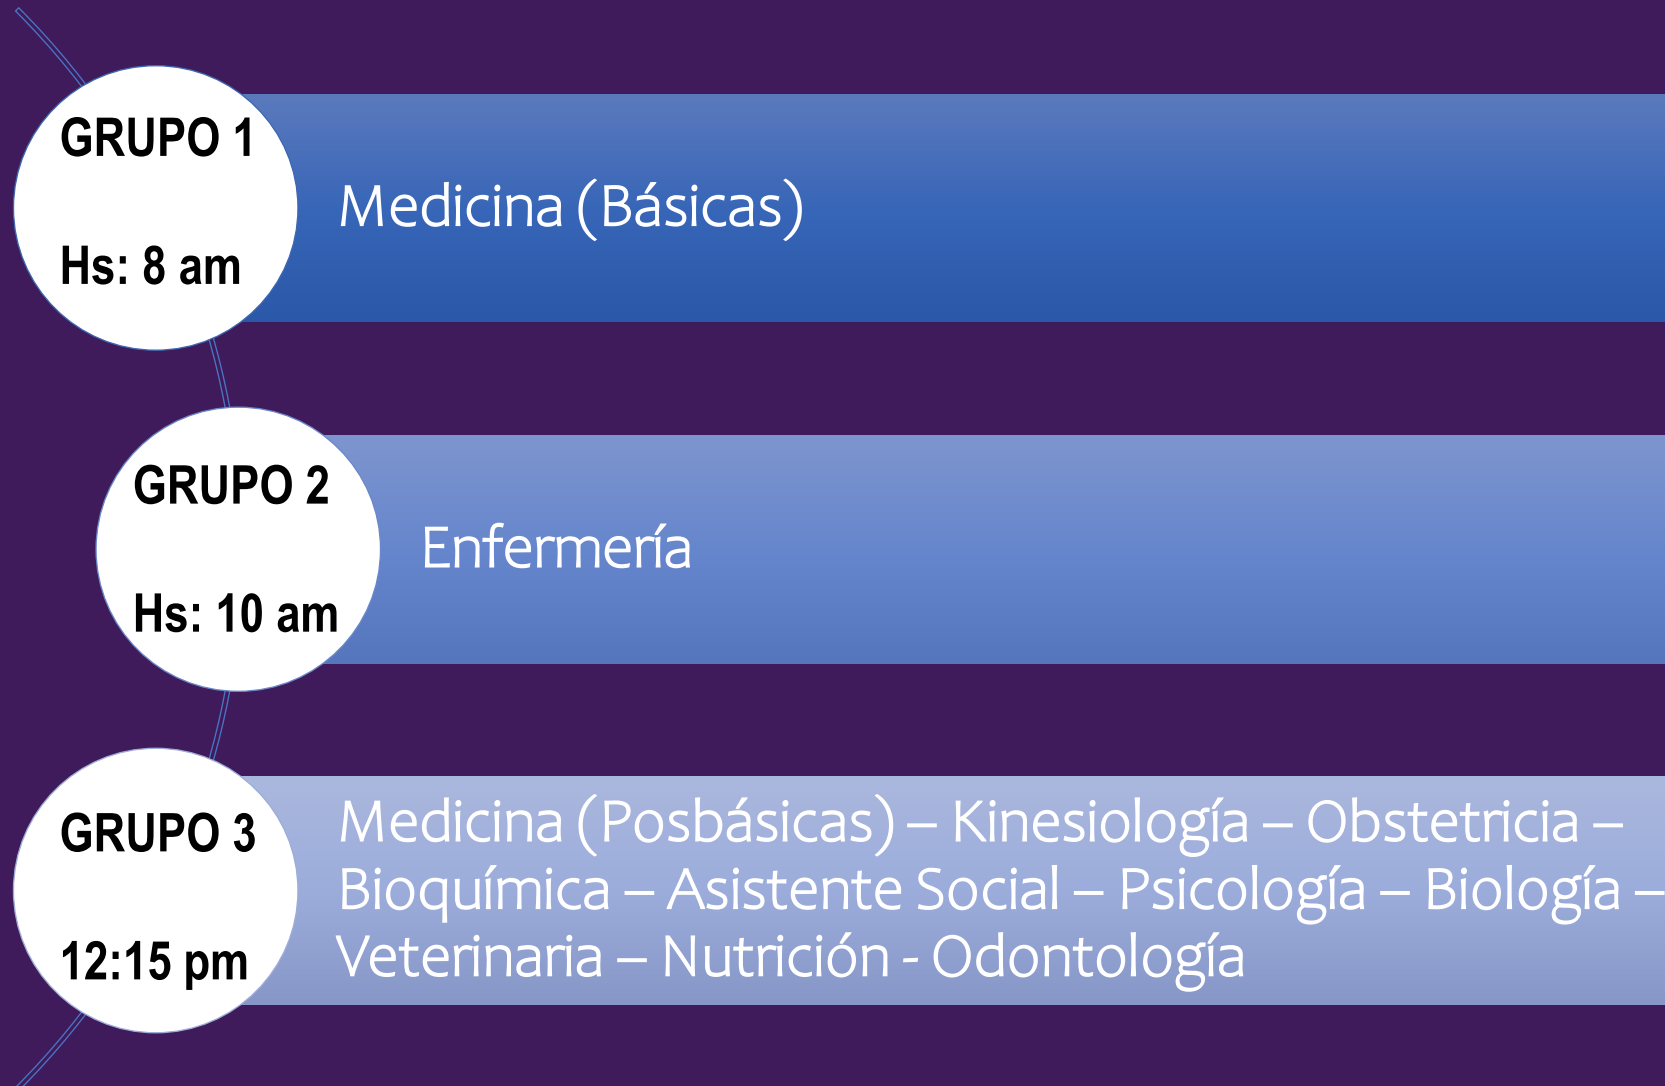 GRUPO 1
Hs: 8 am
Medicina (Básicas)
GRUPO 2
Hs: 10 am
Enfermería
GRUPO 3
12:15 pm
Medicina (Posbásicas) – Kinesiología – Obstetricia –
Bioquímica – Asistente Social – Psicología – Biología –
Veterinaria – Nutrición - Odontología